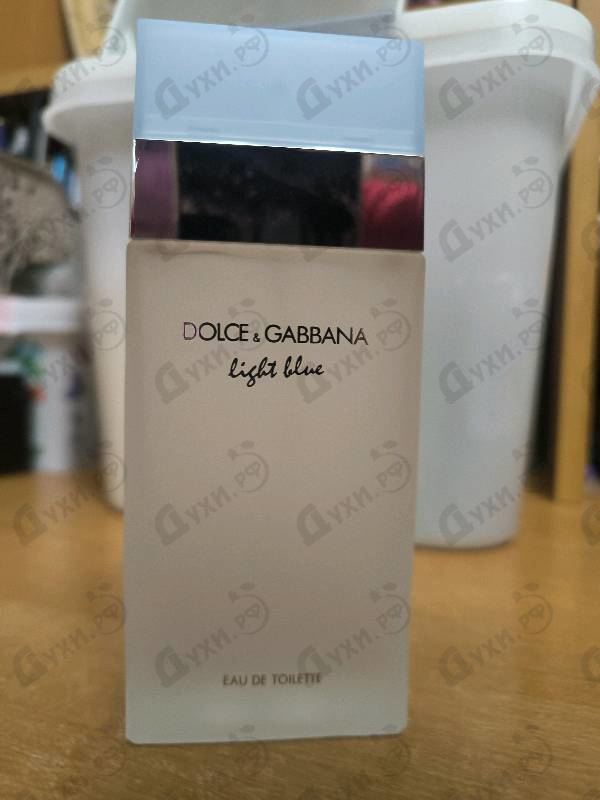 DOLCE & GABBANA
light blue
EAU DE TOILETTE
Духи.рф